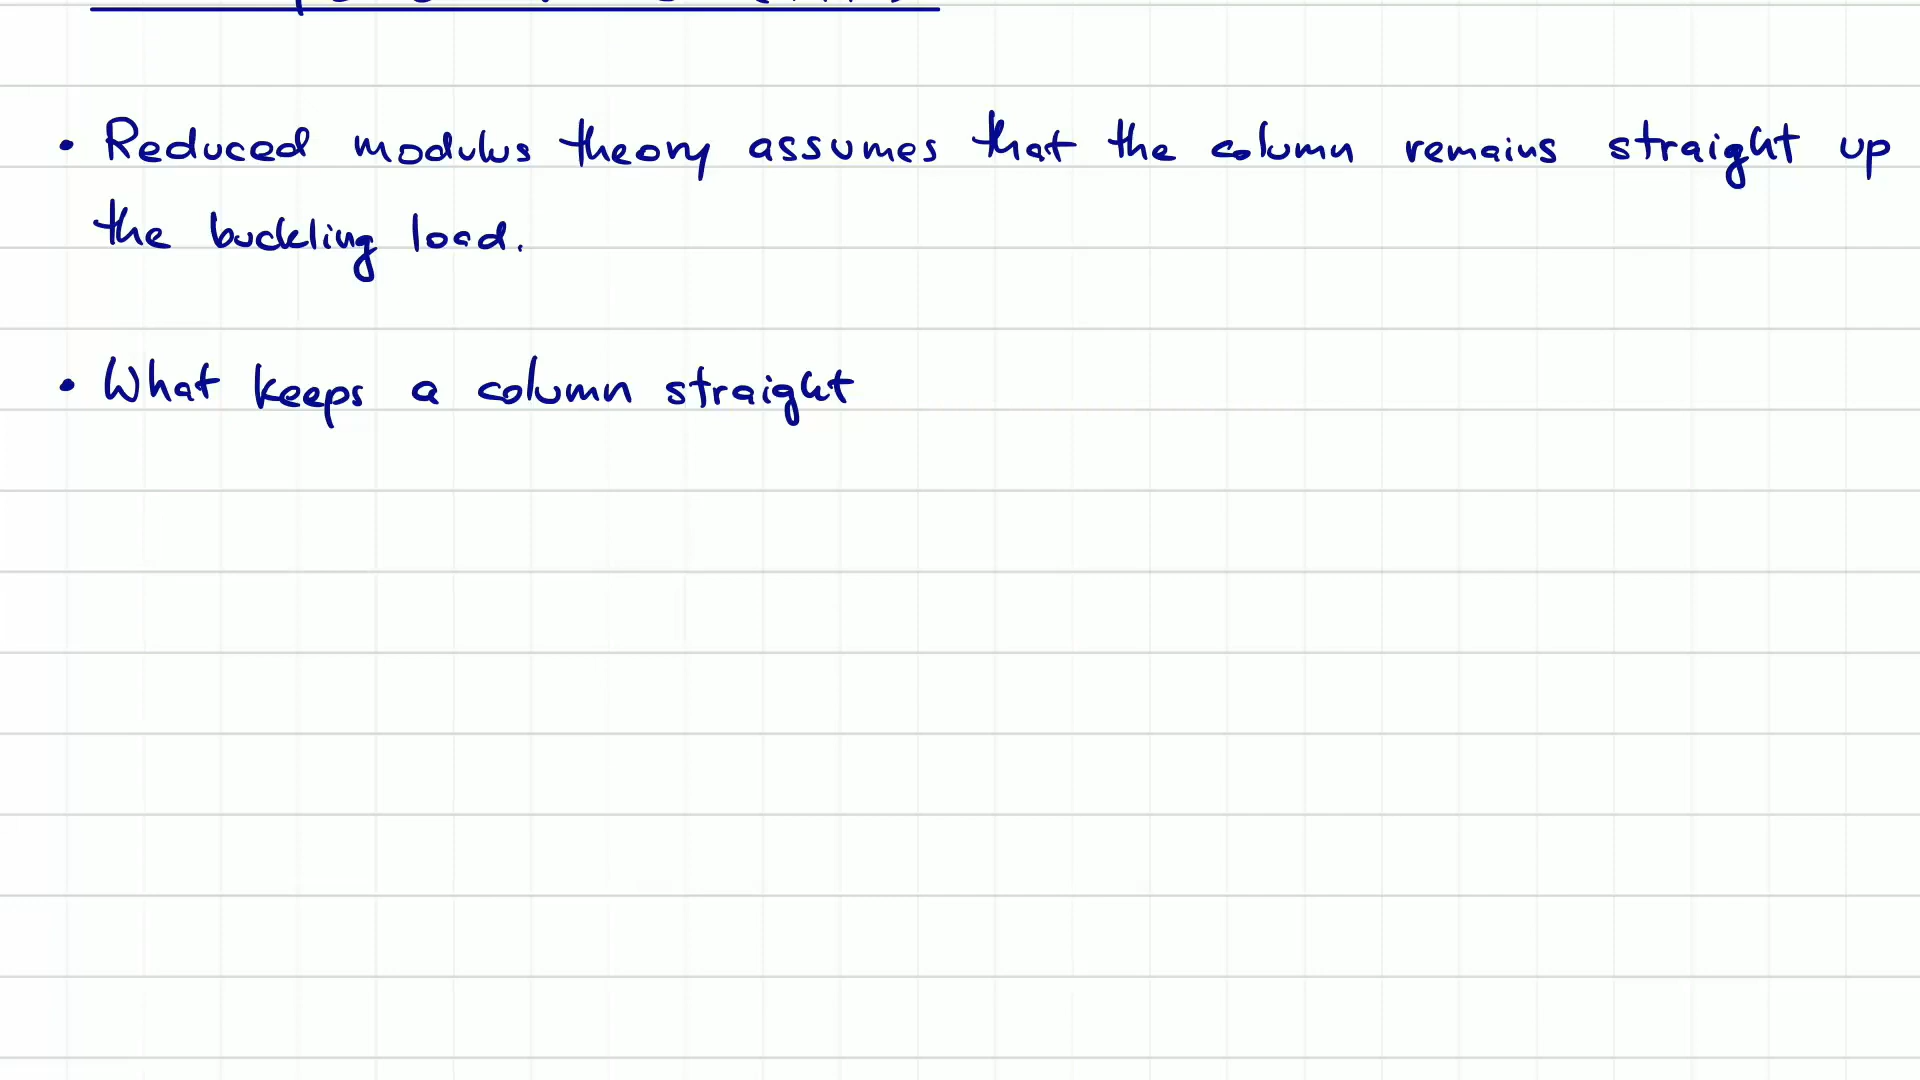 • Reduced modulus theory assumes that the column remains straight up
the buckling load.
• What keeps a column straight